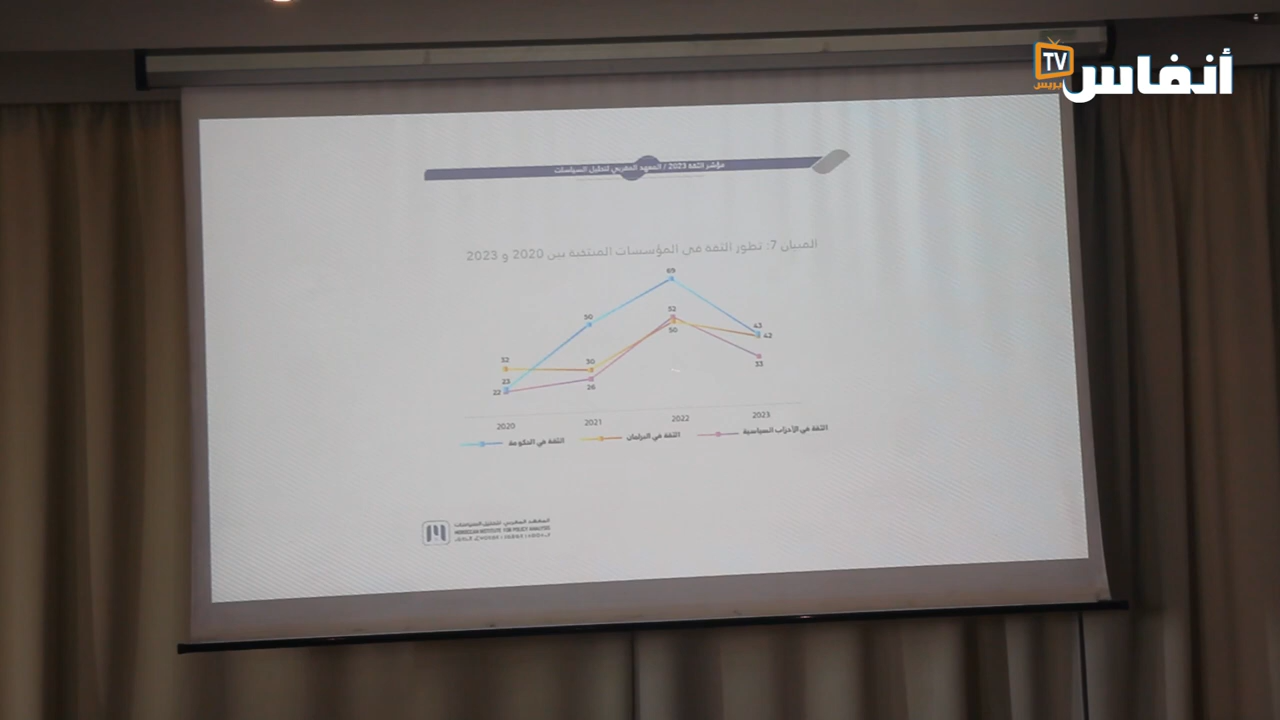 أنفاس
TV
بريس
مؤشر الثقة 2023 / المعهد المغربي لتحليل السياسات
المبيان 7: تطور الثقة في المؤسسات المنتخبة بين 2020 و 2023
69
50
52
50
43
42
32
30
33
23
26
22
2020 2021 2022 2023
الثقة في الحكومة الثقة في البرلمان الثقة في الأحزاب السياسية
المعهد المغربي لتحليل السياسات
MOROCCAN INSTITUTE FOR POLICY ANALYSIS